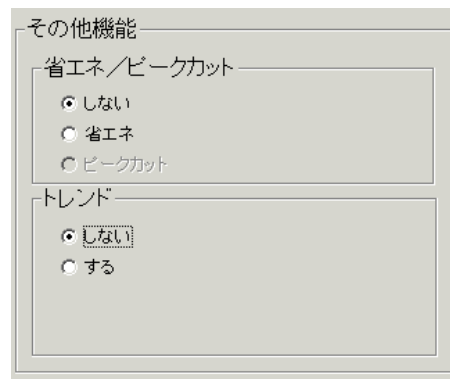 その他機能
省エネ／ピークカット
しない
省エネ
ピークカット
トレンド
しない
する